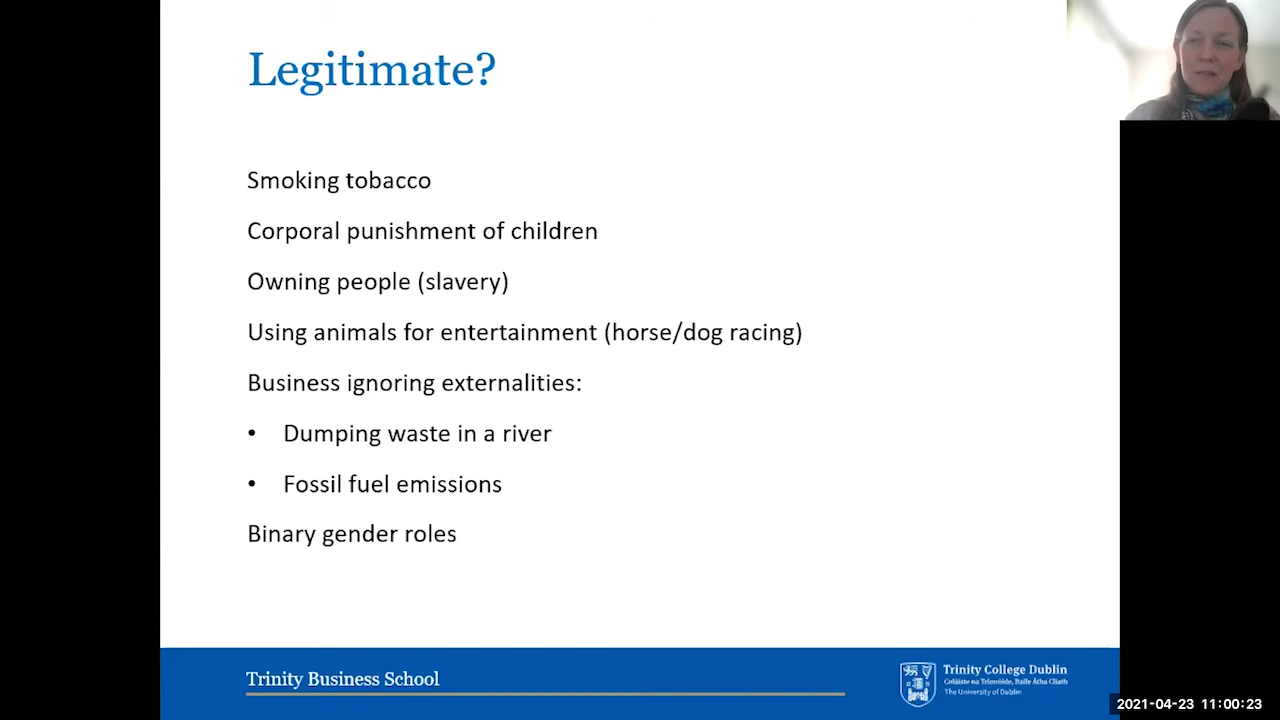 Legitimate?
Smoking tobacco
Corporal punishment of children
Owning people (slavery)
Using animals for entertainment (horse/dog racing)
Business ignoring externalities:
• Dumping waste in a river
• Fossil fuel emissions
Binary gender roles
Trinity Business School
Trinity College Dublin
Coláiste na Tríonóide, Baile Átha Cliath
The University of Dublin
2021-04-23 11:00:23